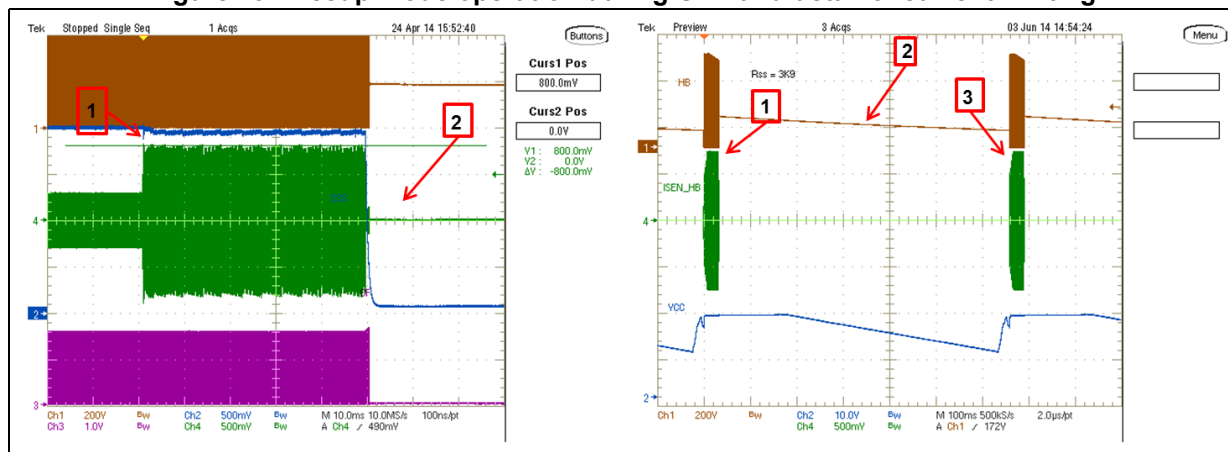 Tek Stopped Single Seq 1 Acqs 24 Apr 14 15:52:40
Buttons
Curs1 Pos
800.0mV
Curs2 Pos
0.0V
V1 : 800.0mV
V2 : 0.0V
ΔV : -800.0mV
1
2
1
4
2
3
Ch1 200V Bw Ch2 500mV Bw M 10.0ms 10.0MS/s 100ns/pt
Ch3 1.0V Bw Ch4 500mV Bw A Ch4 / 490mV
Tek Preview 3 Acqs 03 Jun 14 14:54:24
Menu
HB
Rss = 3K9
2
1
3
1
ISEN_HB
4
VCC
2
Ch1 200V Bw Ch2 10.0V Bw M 100ms 500kS/s 2.0µs/pt
Ch4 500mV Bw A Ch1 / 172V